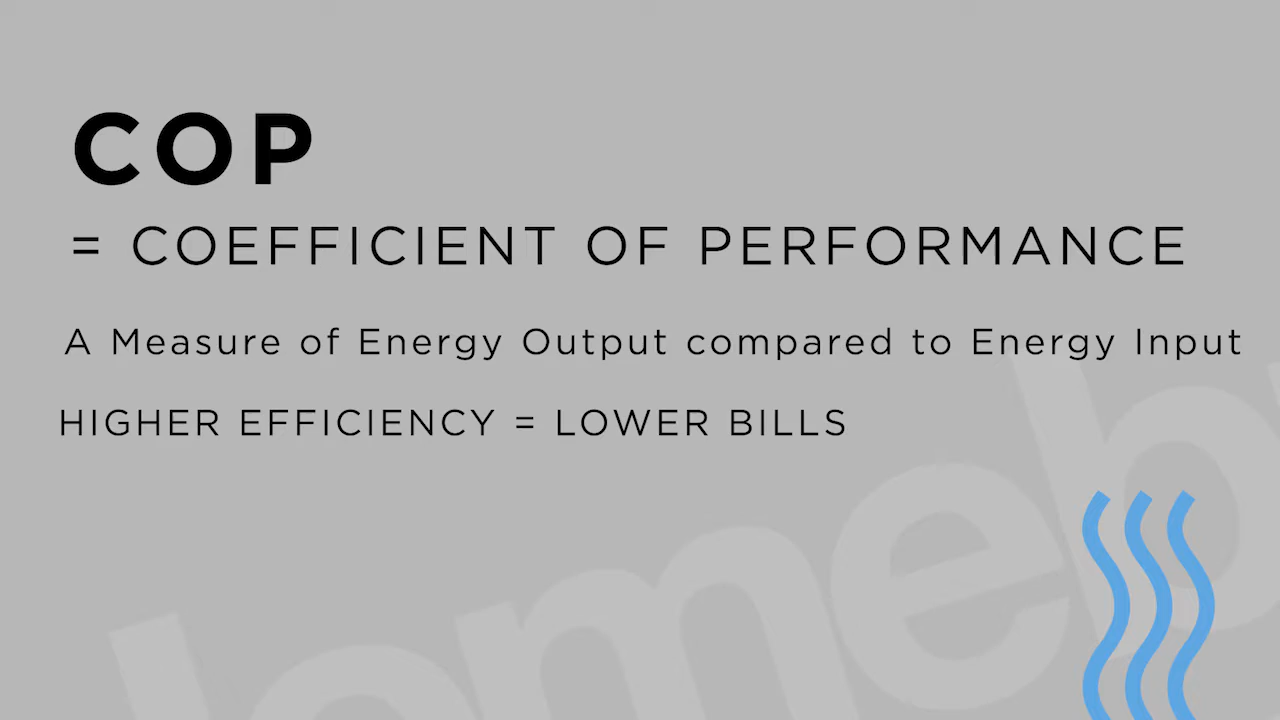 COP
= COEFFICIENT OF PERFORMANCE
A Measure of Energy Output compared to Energy Input
HIGHER EFFICIENCY = LOWER BILLS